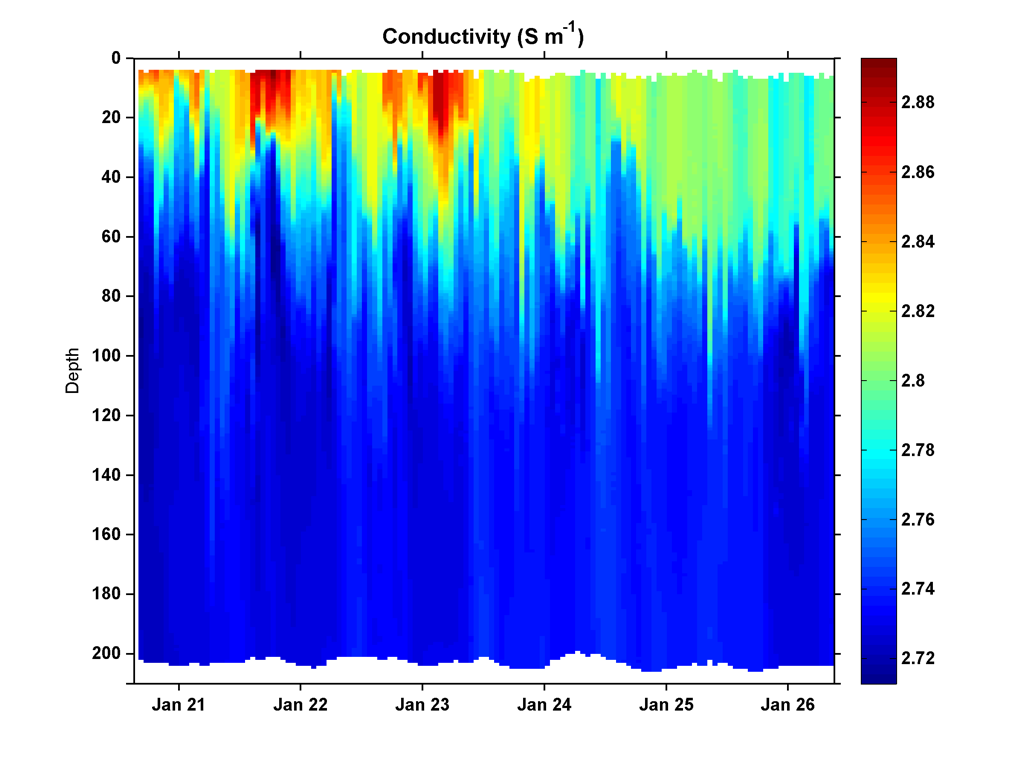 Conductivity (S m⁻¹)
0
20
40
60
80
100
120
140
160
180
200
Depth
Jan 21
Jan 22
Jan 23
Jan 24
Jan 25
Jan 26
2.88
2.86
2.84
2.82
2.8
2.78
2.76
2.74
2.72